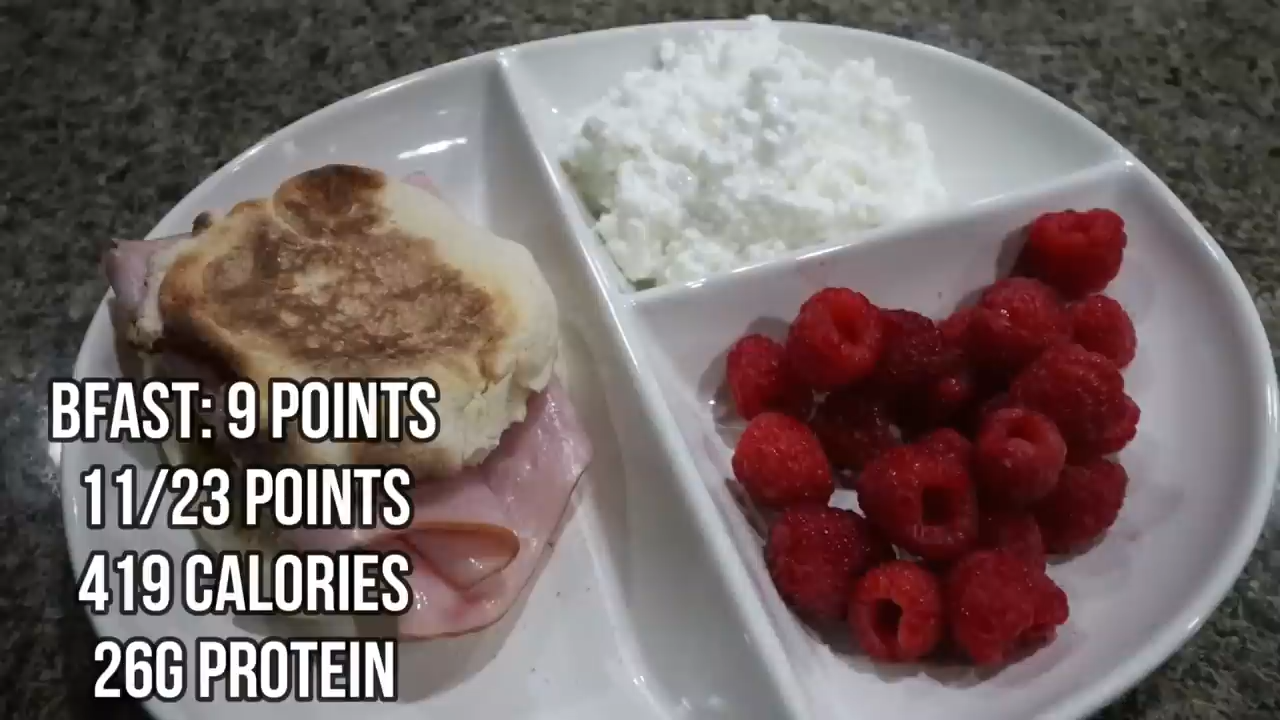 BFAST: 9 POINTS
11/23 POINTS
419 CALORIES
26G PROTEIN